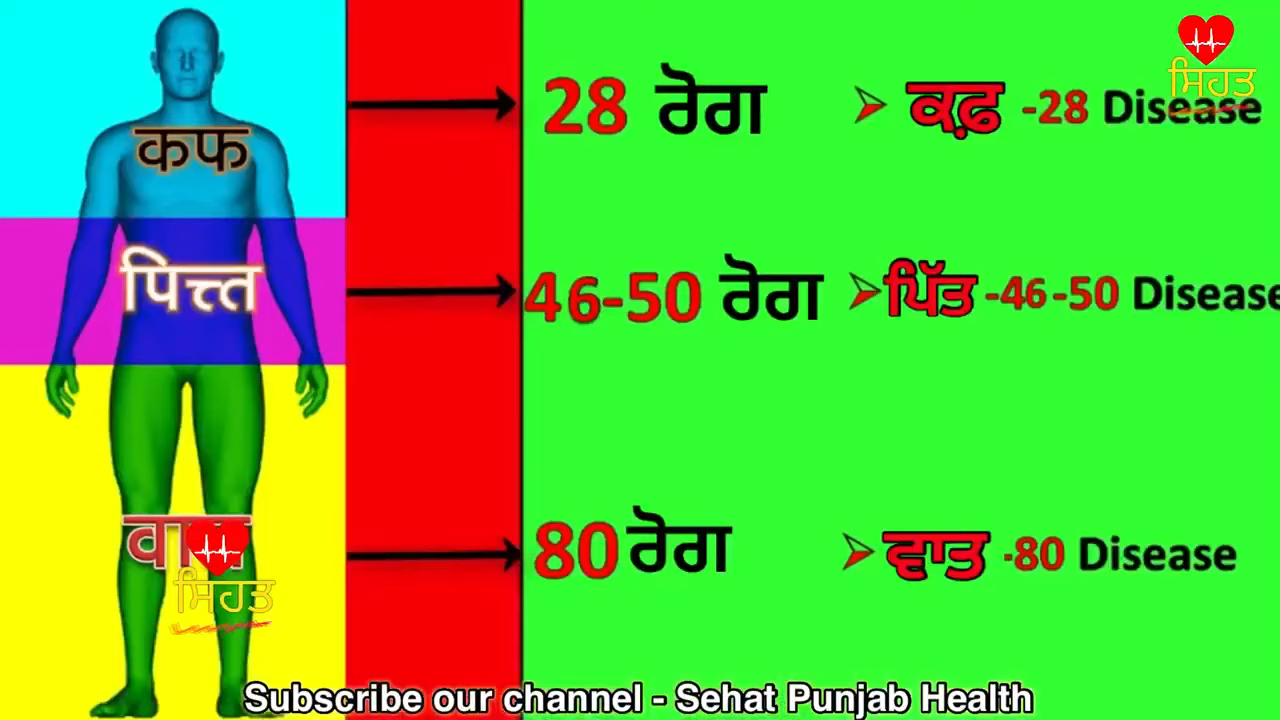 ਸਿਹਤ
कफ
28 ਰੋਗ
ਕਫ਼ -28 Disease
पित्त
46-50 ਰੋਗ
ਪਿੱਤ -46-50 Disease
80 ਰੋਗ
ਵਾਤ -80 Disease
ਸਿਹਤ
Subscribe our channel - Sehat Punjab Health